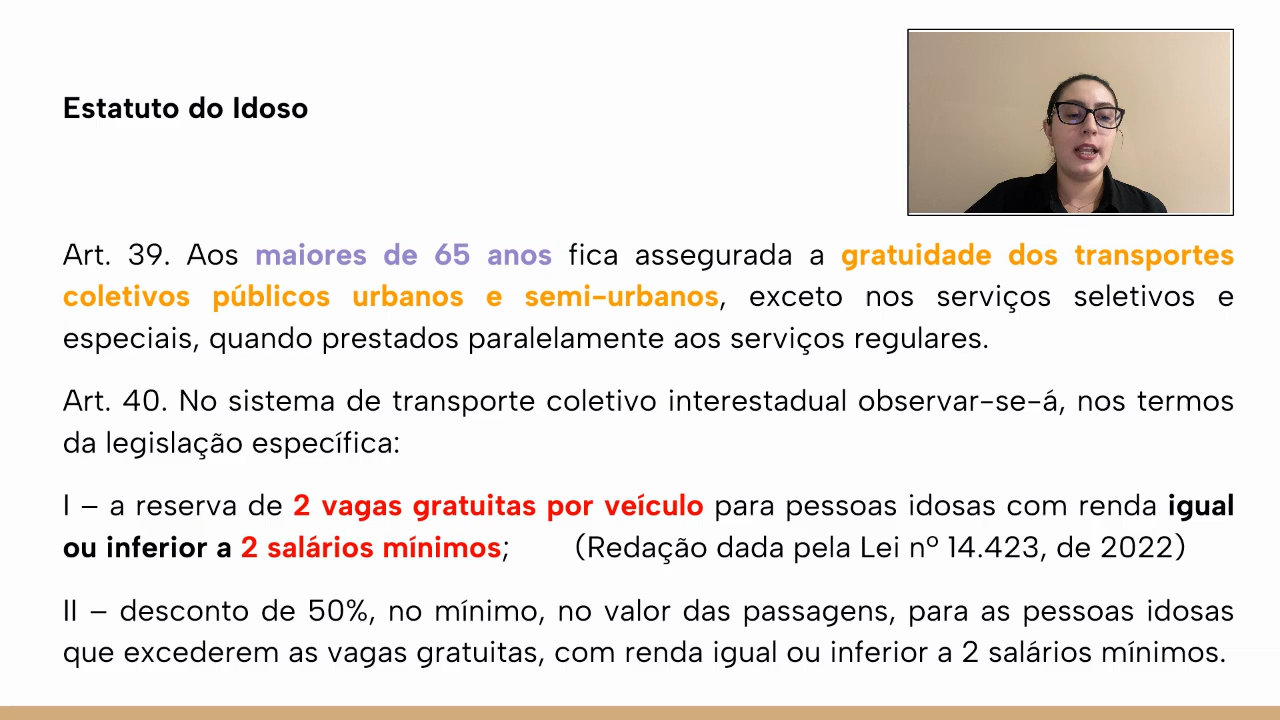 Estatuto do Idoso
Art. 39. Aos maiores de 65 anos fica assegurada a gratuidade dos transportes
coletivos públicos urbanos e semi-urbanos, exceto nos serviços seletivos e
especiais, quando prestados paralelamente aos serviços regulares.
Art. 40. No sistema de transporte coletivo interestadual observar-se-á, nos termos
da legislação específica:
I – a reserva de 2 vagas gratuitas por veículo para pessoas idosas com renda igual
ou inferior a 2 salários mínimos; (Redação dada pela Lei nº 14.423, de 2022)
II – desconto de 50%, no mínimo, no valor das passagens, para as pessoas idosas
que excederem as vagas gratuitas, com renda igual ou inferior a 2 salários mínimos.